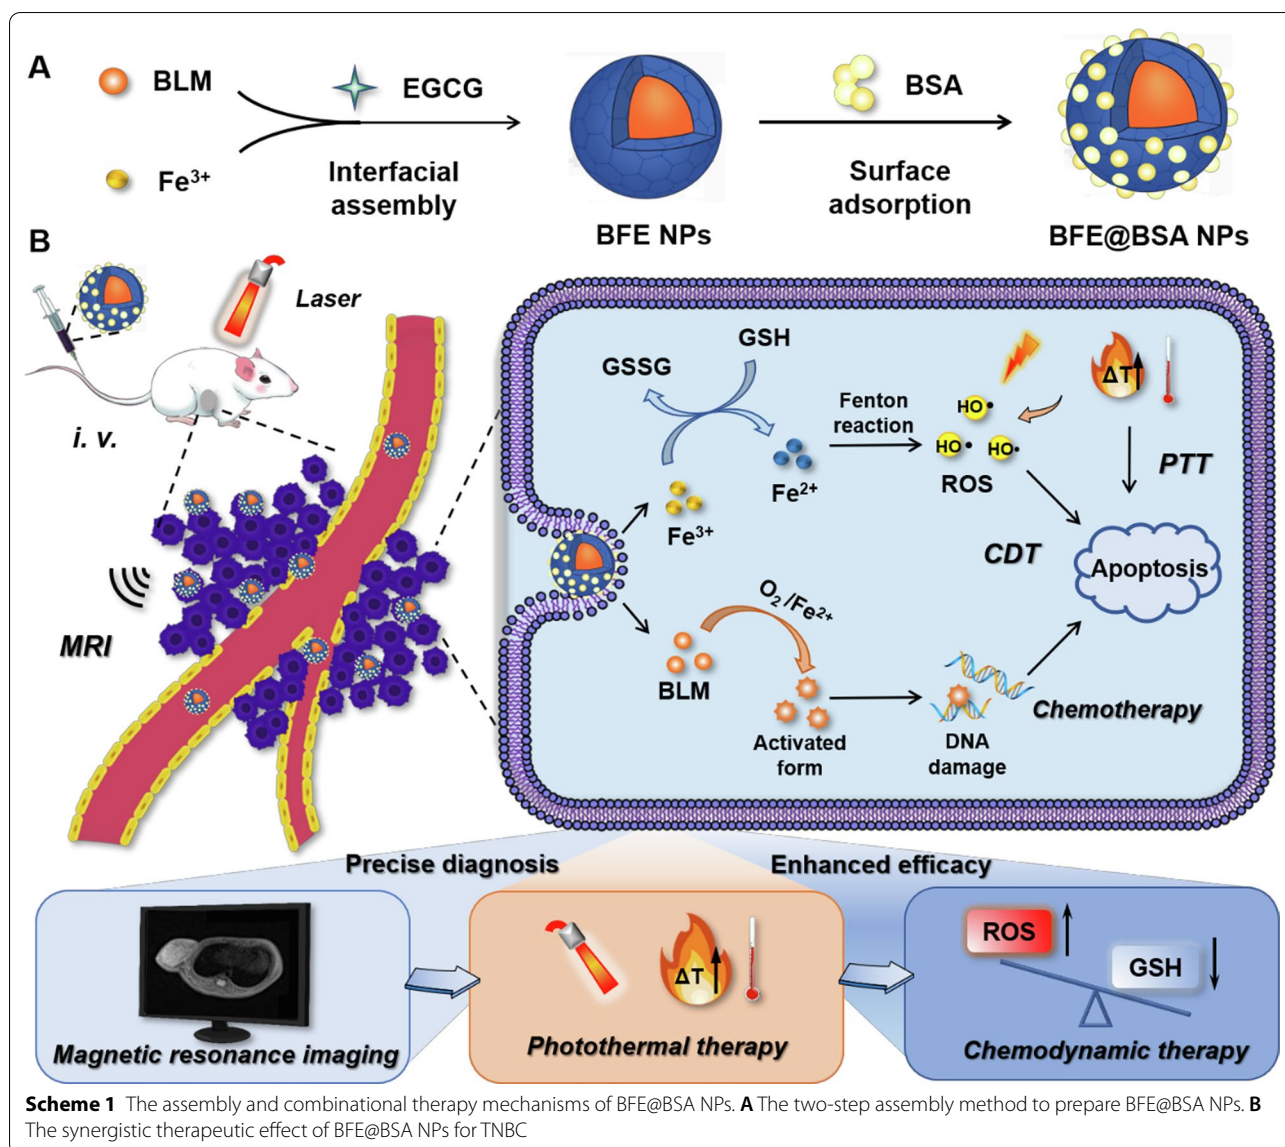 A
BLM
EGCG
BSA
Fe³⁺
Interfacial
assembly
Surface
adsorption
BFE NPs
BFE@BSA NPs
B
Laser
i. v.
MRI
GSH
GSSG
Fe³⁺
Fe²⁺
Fenton
reaction
HO•
HO•
HO•
ROS
ΔT
PTT
CDT
Apoptosis
O₂/Fe²⁺
BLM
Activated
form
DNA
damage
Chemotherapy
Precise diagnosis
Enhanced efficacy
Magnetic resonance imaging
ΔT
Photothermal therapy
ROS
GSH
Chemodynamic therapy
Scheme 1 The assembly and combinational therapy mechanisms of BFE@BSA NPs. A The two-step assembly method to prepare BFE@BSA NPs. B
The synergistic therapeutic effect of BFE@BSA NPs for TNBC